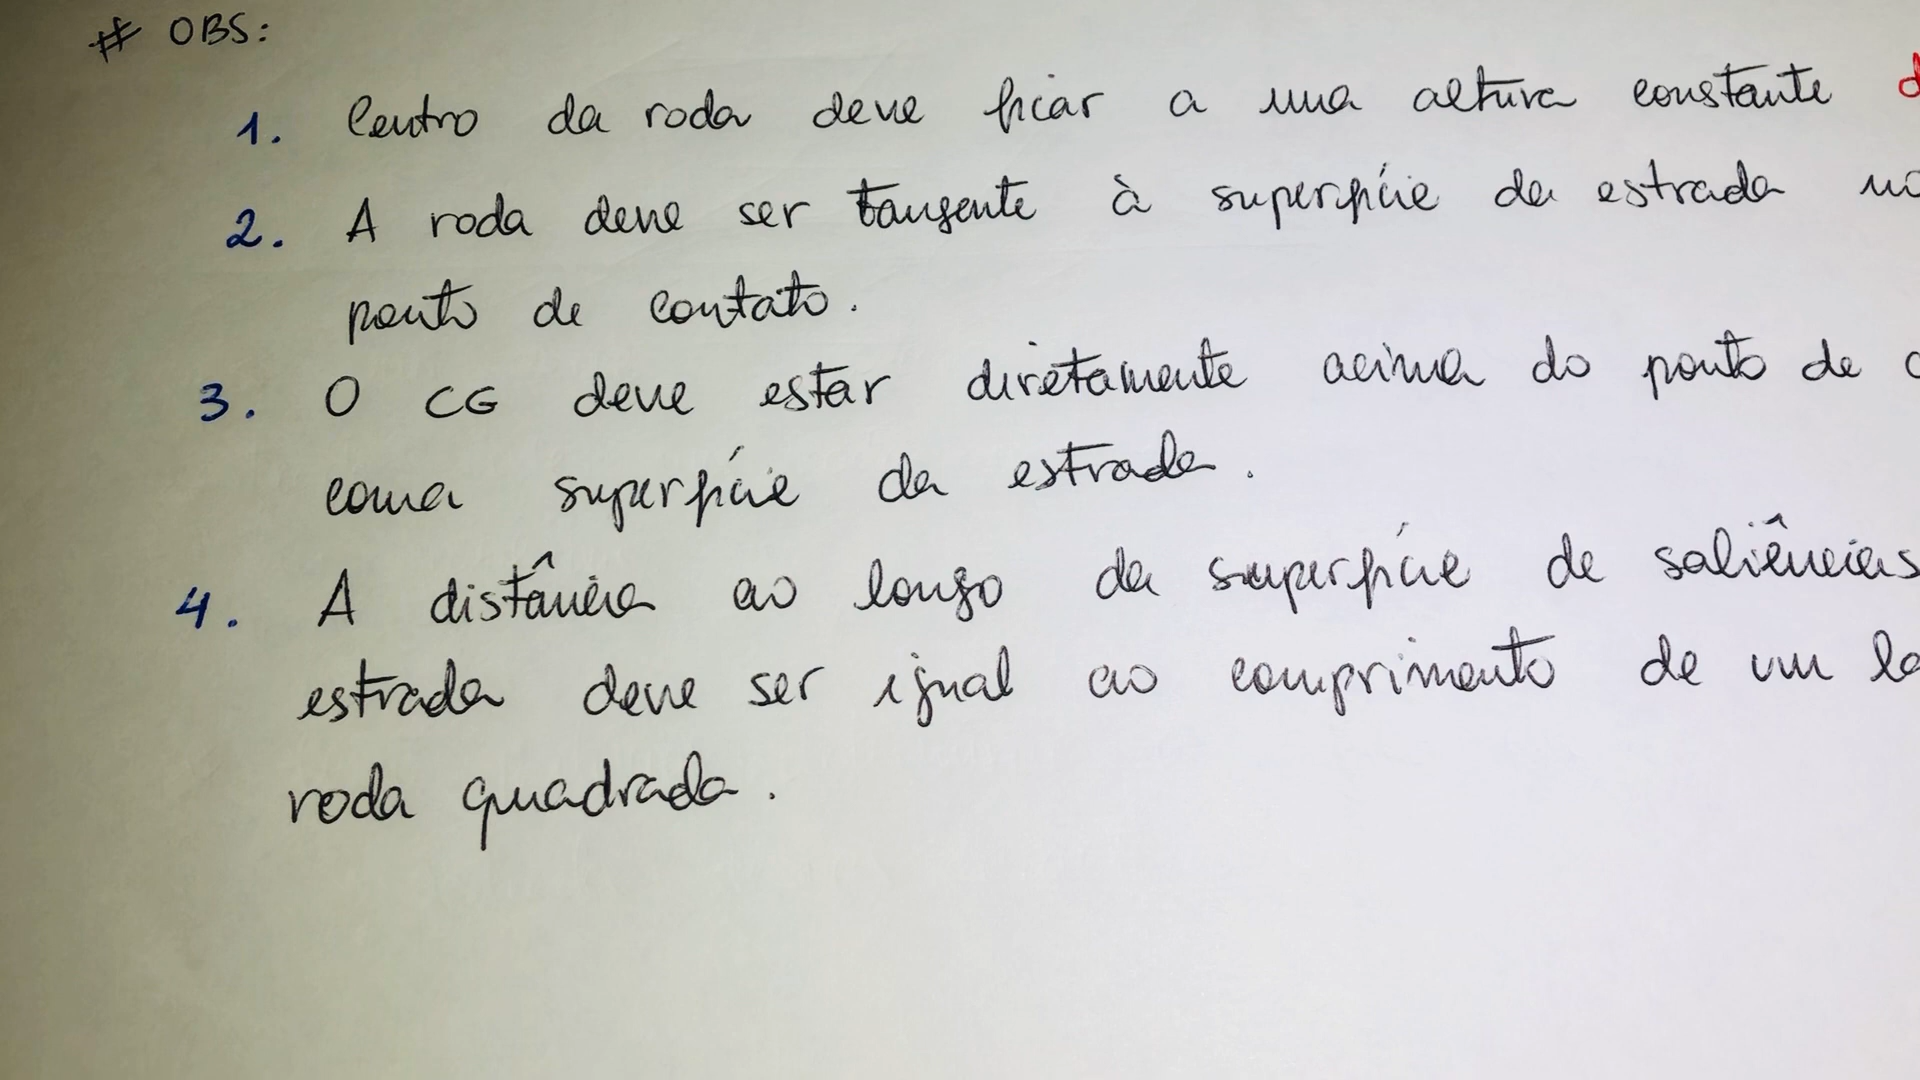 # OBS:
1. Centro da roda deve ficar a uma altura constante
2. A roda deve ser tangente à superfície da estrada
ponto de contato.
3. O CG deve estar diretamente acima do ponto de
coma superfície da estrada.
4. A distância ao longo da superfície de saliências
estrada deve ser igual ao comprimento de um
roda quadrada.